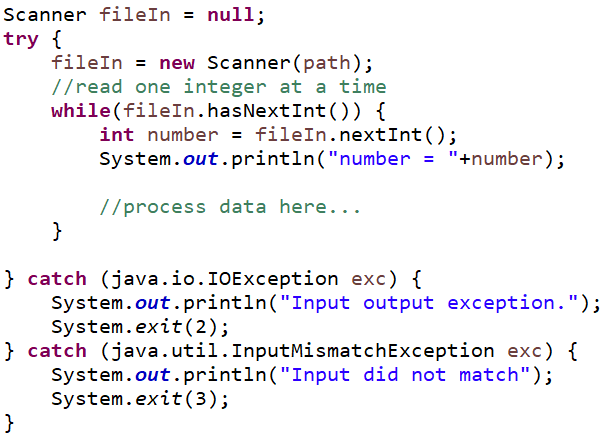 Scanner fileIn = null;
try {
    fileIn = new Scanner(path);
    //read one integer at a time
    while(fileIn.hasNextInt()) {
        int number = fileIn.nextInt();
        System.out.println("number = "+number);

        //process data here...
    }

} catch (java.io.IOException exc) {
    System.out.println("Input output exception.");
    System.exit(2);
} catch (java.util.InputMismatchException exc) {
    System.out.println("Input did not match");
    System.exit(3);
}